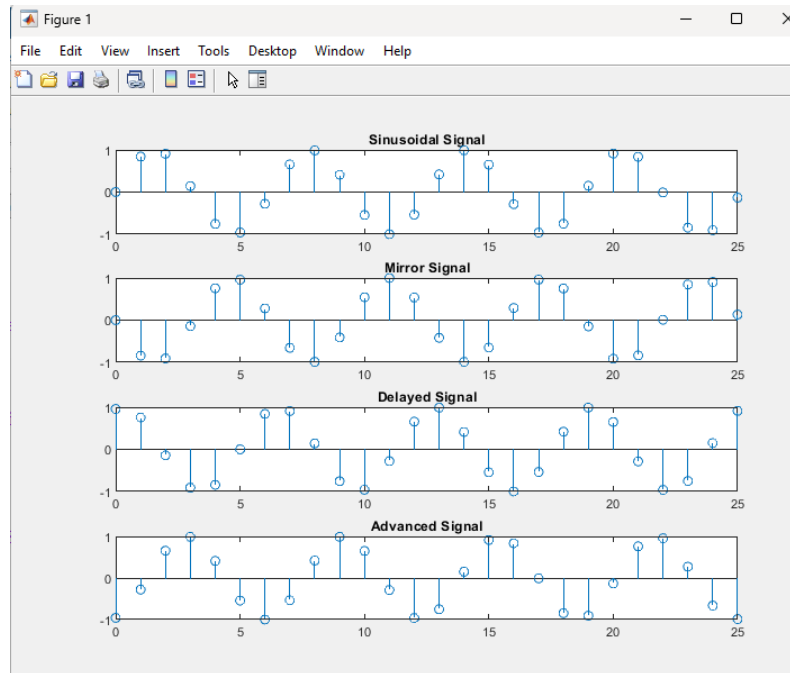 Figure 1
File Edit View Insert Tools Desktop Window Help
Sinusoidal Signal
1
0
-1
0 5 10 15 20 25
Mirror Signal
1
0
-1
0 5 10 15 20 25
Delayed Signal
1
0
-1
0 5 10 15 20 25
Advanced Signal
1
0
-1
0 5 10 15 20 25